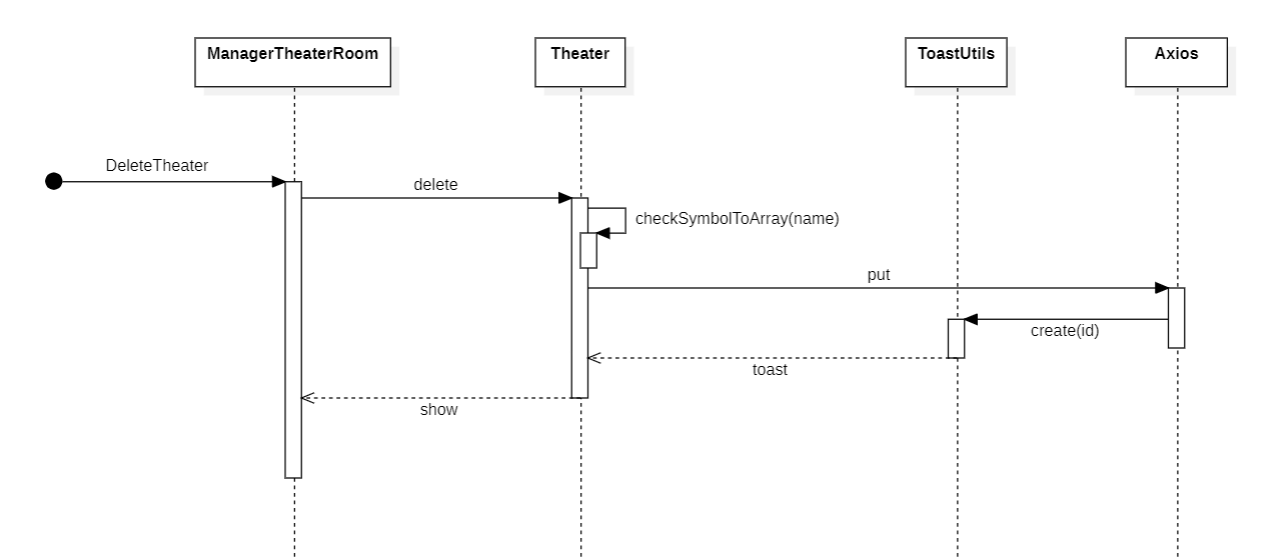 ManagerTheaterRoom
Theater
ToastUtils
Axios
DeleteTheater
delete
checkSymbolToArray(name)
put
create(id)
toast
show